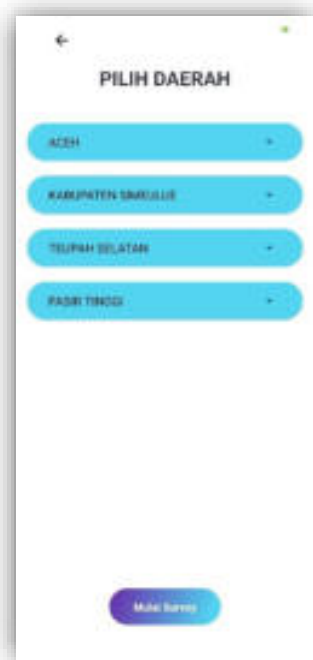 PILIH DAERAH
ACEH
KABUPATEN SIMEULUE
TEUPAH SELATAN
PASIR TINGGI
Mulai Survey